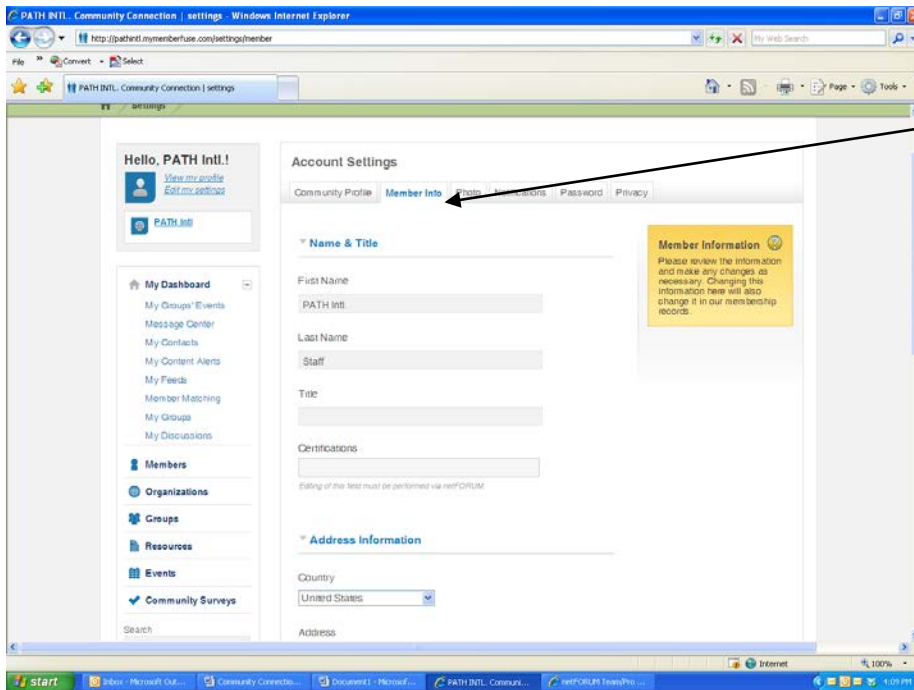 PATH INTL. Community Connection | settings - Windows Internet Explorer
http://pathintl.mymemberfuse.com/settings/member
My Web Search
File » Convert Select
PATH INTL. Community Connection | settings
Page Tools
Settings
Hello, PATH Intl.!
View my profile
Edit my settings
PATH Intl
My Dashboard
My Groups' Events
Message Center
My Contacts
My Content Alerts
My Feeds
Member Matching
My Groups
My Discussions
Members
Organizations
Groups
Resources
Events
Community Surveys
Search
Account Settings
Community Profile Member Info Photo Notifications Password Privacy
Name & Title
First Name
PATH Intl.
Last Name
Staff
Title
Certifications
Editing of this field must be performed via netFORUM.
Address Information
Country
United States
Address
Member Information
Please review the information
and make any changes as
necessary. Changing this
information here will also
change it in our membership
records.
Internet 100%
start Inbox - Microsoft Out... Community Connectio... Document1 - Microsof... PATH INTL. Communi... netFORUM Team/Pro ... 4:09 PM